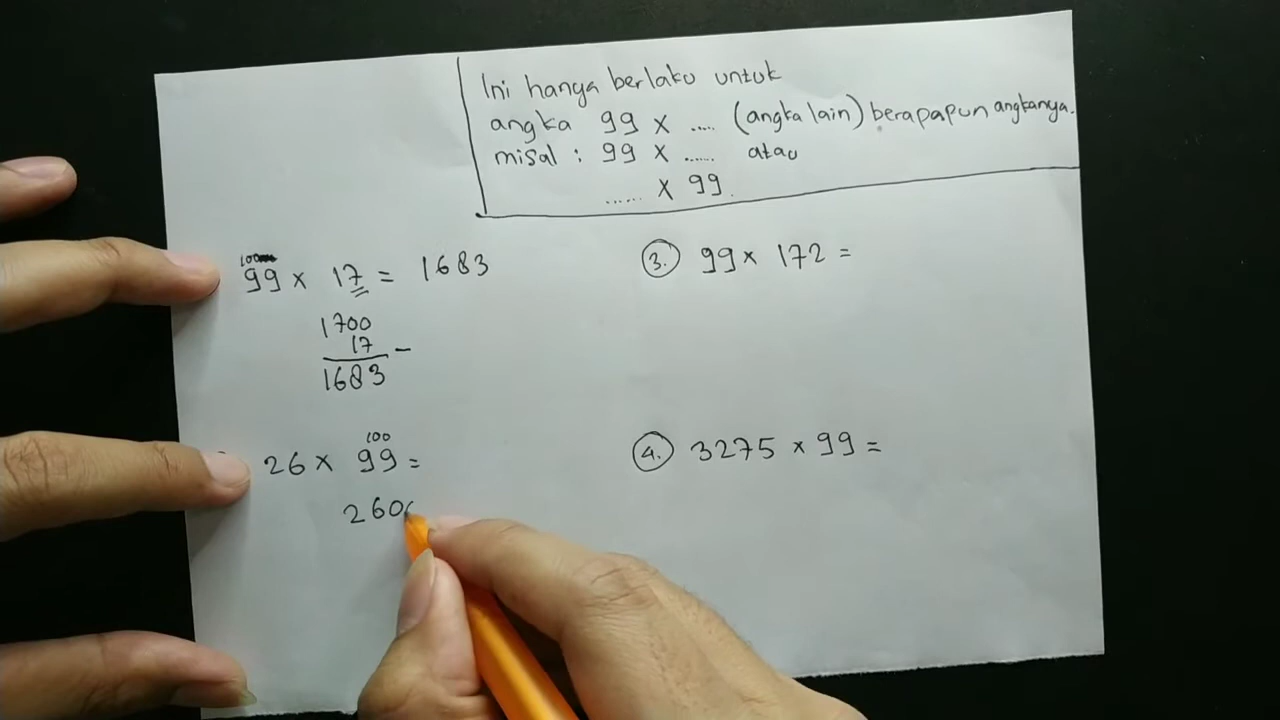 Ini hanya berlaku untuk
angka 99 x ..... (angka lain) berapapun angkanya.
misal : 99 x ...... atau
...... x 99.
100
99 x 17 = 1683
1700
17 -
1683
100
26 x 99 =
260
3. 99 x 172 =
4. 3275 x 99 =